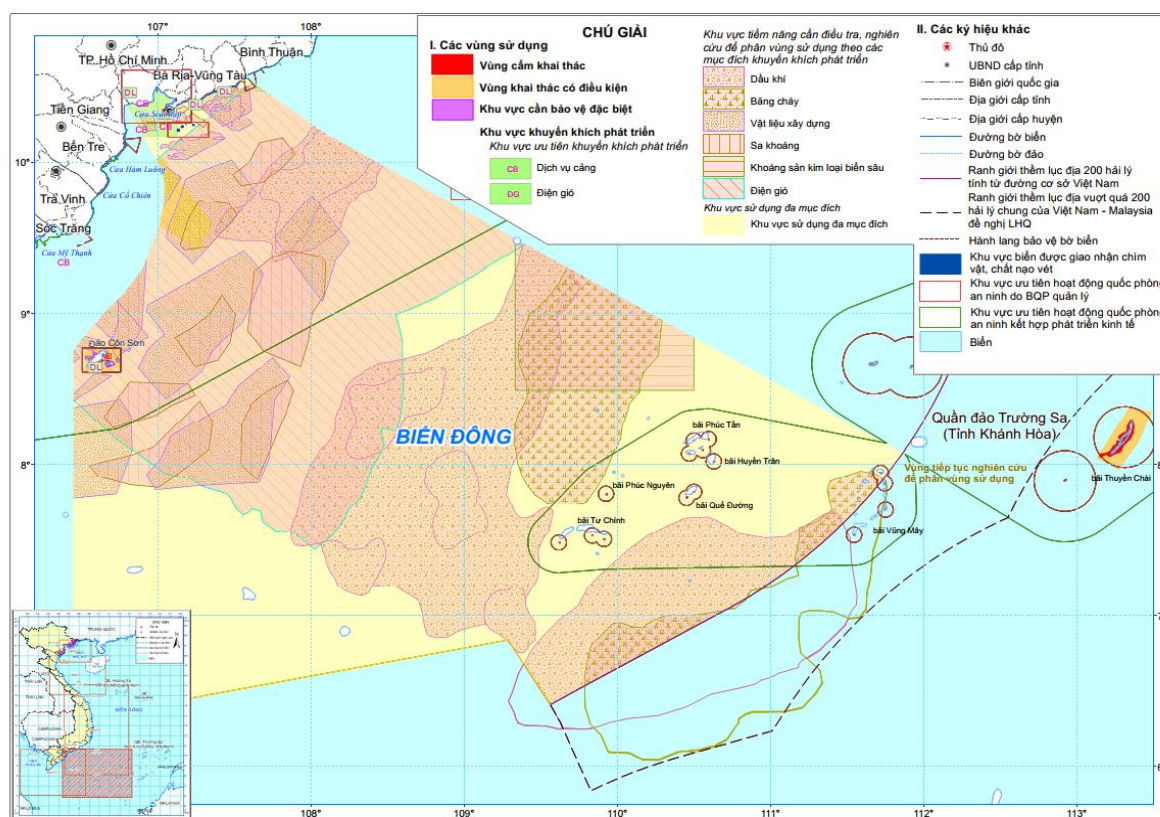 107°
108°
TP. Hồ Chí Minh
Bình Thuận
Bà Rịa-Vũng Tàu
ĐL
CB
ĐL
Tiền Giang
Cửa Soài Rạp
CB
CB
Bến Tre
10°
Cửa Hàm Luông
Cửa Cổ Chiên
Trà Vinh
Sóc Trăng
Cửa Mỹ Thạnh
CB
9°
Đảo Côn Sơn
ĐL
BIỂN ĐÔNG
8°
bãi Phúc Tần
bãi Huyền Trân
bãi Phúc Nguyên
bãi Quế Đường
bãi Tư Chính
Quần đảo Trường Sa
(Tỉnh Khánh Hòa)
bãi Thuyền Chài
Vùng tiếp tục nghiên cứu
để phân vùng sử dụng
bãi Vũng Mây
CHÚ GIẢI
I. Các vùng sử dụng
Vùng cấm khai thác
Vùng khai thác có điều kiện
Khu vực cần bảo vệ đặc biệt
Khu vực khuyến khích phát triển
Khu vực ưu tiên khuyến khích phát triển
CB Dịch vụ cảng
ĐG Điện gió
Khu vực tiềm năng cần điều tra, nghiên
cứu để phân vùng sử dụng theo các
mục đích khuyến khích phát triển
Dầu khí
Băng cháy
Vật liệu xây dựng
Sa khoáng
Khoáng sản kim loại biển sâu
Điện gió
Khu vực sử dụng đa mục đích
Khu vực sử dụng đa mục đích
II. Các ký hiệu khác
Thủ đô
UBND cấp tỉnh
Biên giới quốc gia
Địa giới cấp tỉnh
Địa giới cấp huyện
Đường bờ biển
Đường bờ đảo
Ranh giới thềm lục địa 200 hải lý
tính từ đường cơ sở Việt Nam
Ranh giới thềm lục địa vượt quá 200
hải lý chung của Việt Nam - Malaysia
đề nghị LHQ
Hành lang bảo vệ bờ biển
Khu vực biển được giao nhận chìm
vật, chất nạo vét
Khu vực ưu tiên hoạt động quốc phòng
an ninh do BQP quản lý
Khu vực ưu tiên hoạt động quốc phòng
an ninh kết hợp phát triển kinh tế
Biển
TRUNG QUỐC
CAMPUCHIA
BIỂN ĐÔNG
MALAYSIA
108°
109°
110°
111°
112°
113°